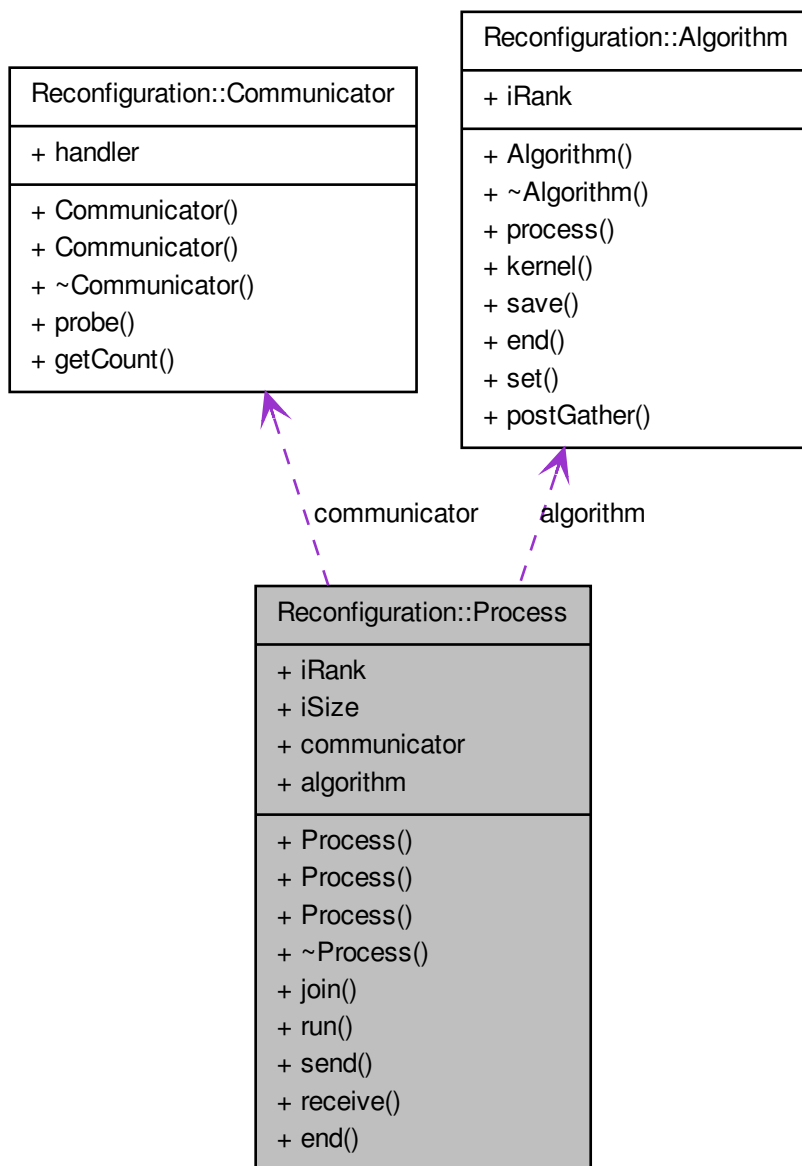 Reconfiguration::Communicator
+ handler
+ Communicator()
+ Communicator()
+ ~Communicator()
+ probe()
+ getCount()
Reconfiguration::Algorithm
+ iRank
+ Algorithm()
+ ~Algorithm()
+ process()
+ kernel()
+ save()
+ end()
+ set()
+ postGather()
communicator
algorithm
Reconfiguration::Process
+ iRank
+ iSize
+ communicator
+ algorithm
+ Process()
+ Process()
+ Process()
+ ~Process()
+ join()
+ run()
+ send()
+ receive()
+ end()